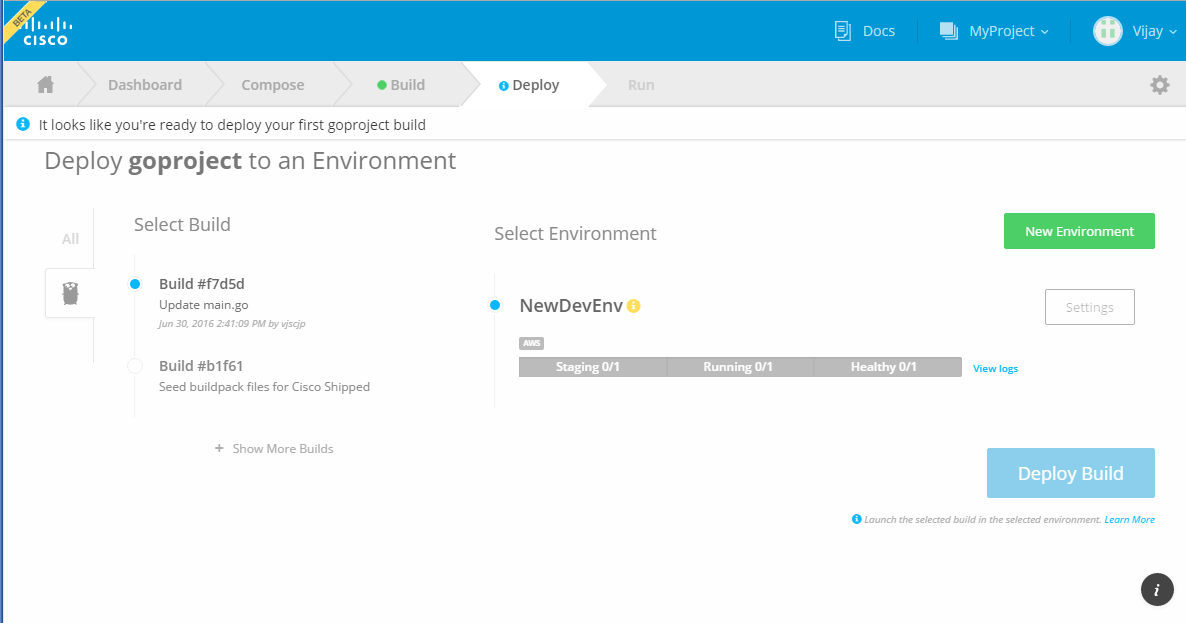 BETA
CISCO
Docs
MyProject
Vijay
Dashboard
Compose
Build
Deploy
Run
It looks like you're ready to deploy your first goproject build
Deploy goproject to an Environment
All
Select Build
Build #f7d5d
Update main.go
Jun 30, 2016 2:41:09 PM by vjscjp
Build #b1f61
Seed buildpack files for Cisco Shipped
+ Show More Builds
Select Environment
New Environment
NewDevEnv
Settings
AWS
Staging 0/1
Running 0/1
Healthy 0/1
View logs
Deploy Build
Launch the selected build in the selected environment. Learn More
i